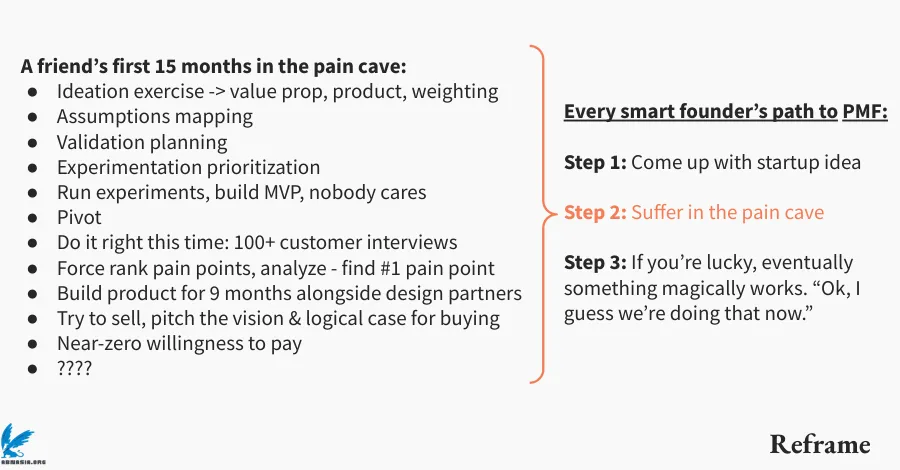 A friend’s first 15 months in the pain cave:
● Ideation exercise -> value prop, product, weighting
● Assumptions mapping
● Validation planning
● Experimentation prioritization
● Run experiments, build MVP, nobody cares
● Pivot
● Do it right this time: 100+ customer interviews
● Force rank pain points, analyze - find #1 pain point
● Build product for 9 months alongside design partners
● Try to sell, pitch the vision & logical case for buying
● Near-zero willingness to pay
● ????
Every smart founder’s path to PMF:
Step 1: Come up with startup idea
Step 2: Suffer in the pain cave
Step 3: If you’re lucky, eventually
something magically works. “Ok, I
guess we’re doing that now.”
Reframe